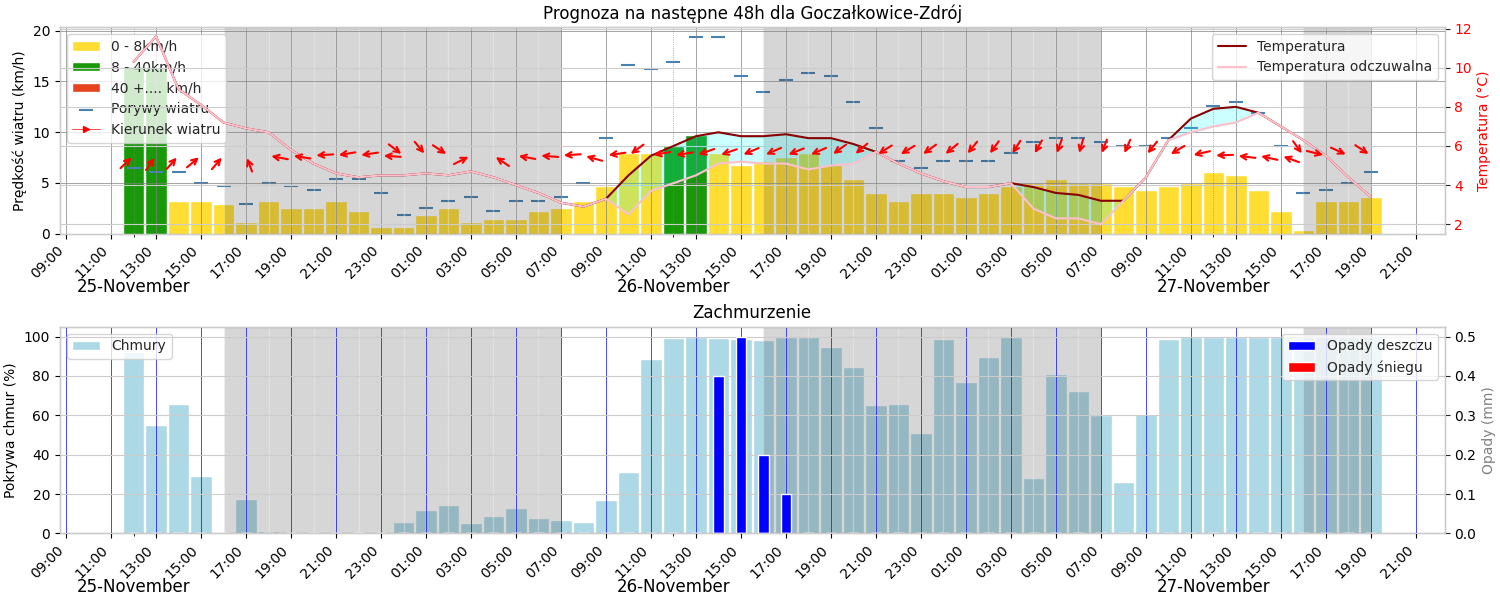 Prognoza na następne 48h dla Goczałkowice-Zdrój
Prędkość wiatru (km/h)
20
15
10
5
0
0 - 8km/h
8 - 40km/h
40 +.... km/h
Porywy wiatru
Kierunek wiatru
Temperatura
Temperatura odczuwalna
12
10
8
6
4
2
Temperatura (°C)
09:00 11:00 13:00 15:00 17:00 19:00 21:00 23:00 01:00 03:00 05:00 07:00 09:00 11:00 13:00 15:00 17:00 19:00 21:00 23:00 01:00 03:00 05:00 07:00 09:00 11:00 13:00 15:00 17:00 19:00 21:00
25-November 26-November 27-November
Zachmurzenie
Pokrywa chmur (%)
100
80
60
40
20
0
Chmury
Opady deszczu
Opady śniegu
0.5
0.4
0.3
0.2
0.1
0.0
Opady (mm)
09:00 11:00 13:00 15:00 17:00 19:00 21:00 23:00 01:00 03:00 05:00 07:00 09:00 11:00 13:00 15:00 17:00 19:00 21:00 23:00 01:00 03:00 05:00 07:00 09:00 11:00 13:00 15:00 17:00 19:00 21:00
25-November 26-November 27-November